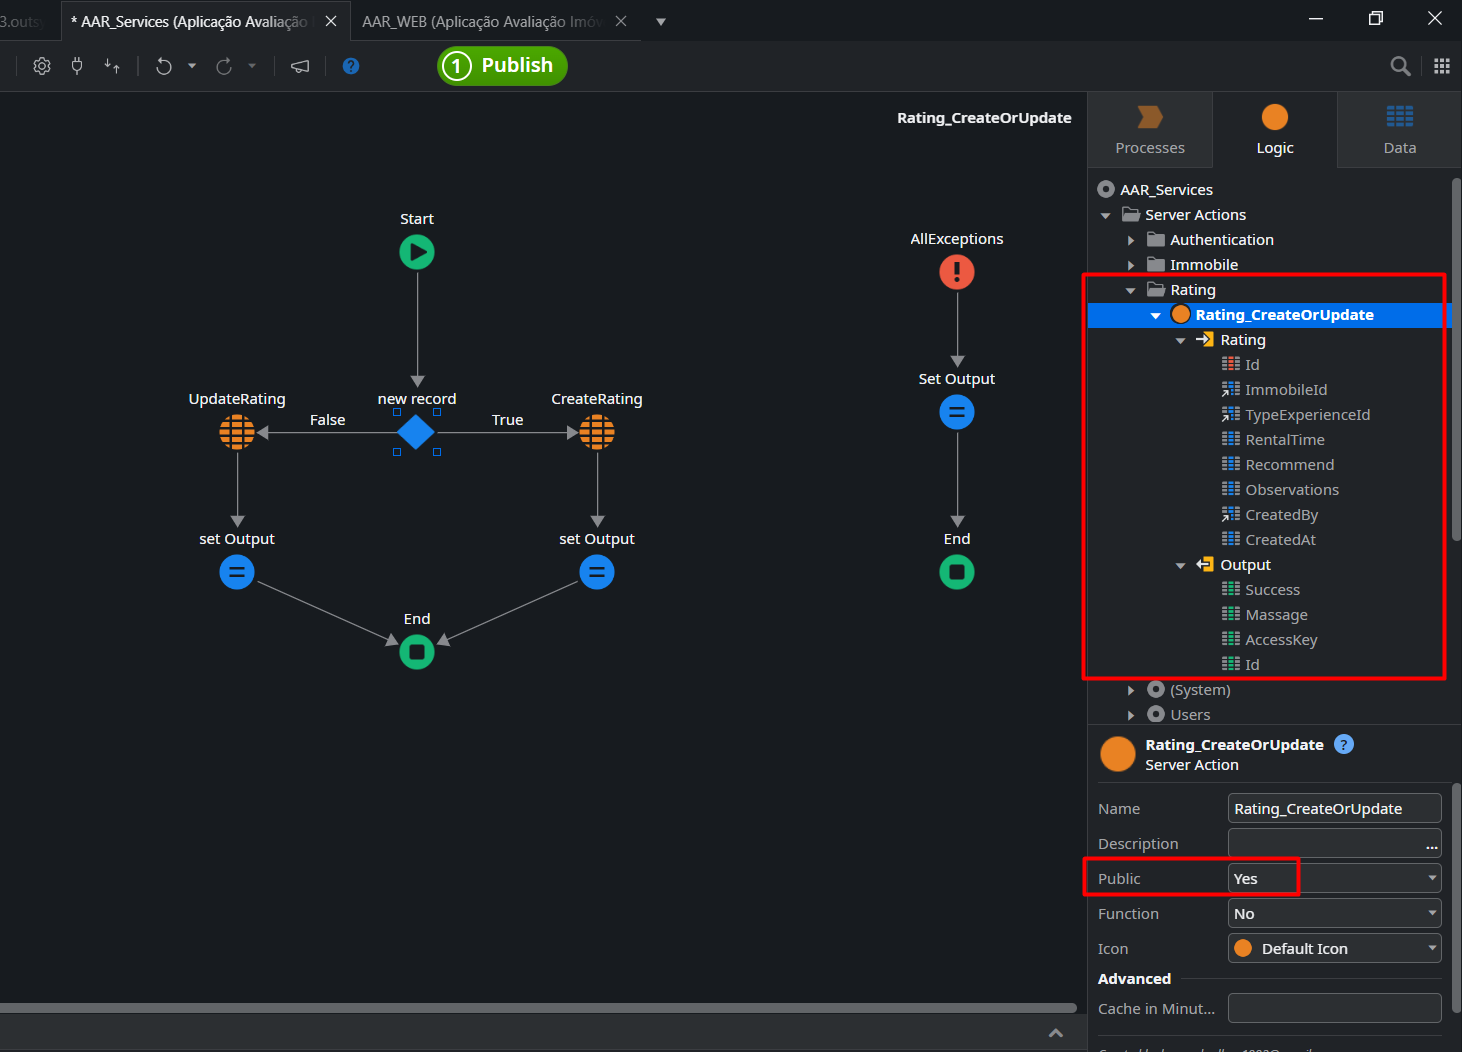 * AAR_Services (Aplicação Avaliação
AAR_WEB (Aplicação Avaliação Imóv
1 Publish
Rating_CreateOrUpdate
Processes
Logic
Data
AAR_Services
Server Actions
Authentication
Immobile
Rating
Rating_CreateOrUpdate
Rating
Id
ImmobileId
TypeExperienceId
RentalTime
Recommend
Observations
CreatedBy
CreatedAt
Output
Success
Massage
AccessKey
Id
(System)
Users
Start
AllExceptions
UpdateRating
new record
CreateRating
False
True
Set Output
set Output
set Output
End
End
Rating_CreateOrUpdate ?
Server Action
Name Rating_CreateOrUpdate
Description ...
Public Yes
Function No
Icon Default Icon
Advanced
Cache in Minut...